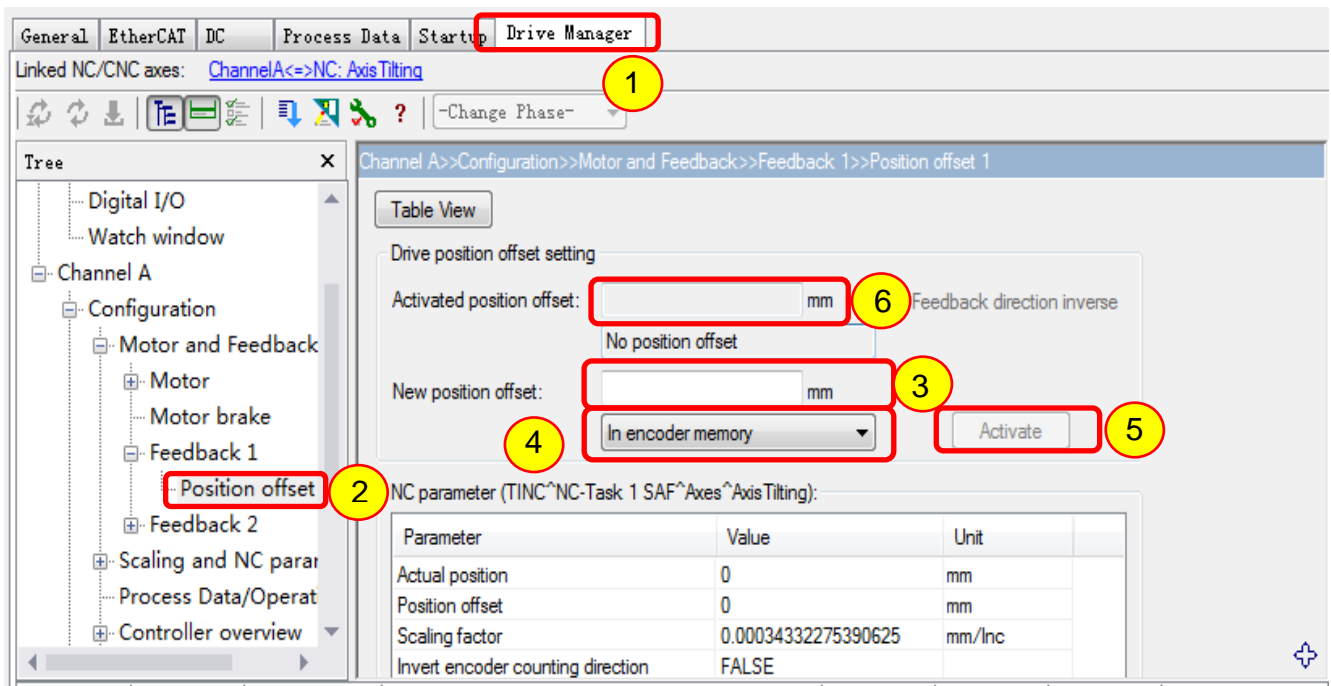 General EtherCAT DC Process Data Startup Drive Manager
Linked NC/CNC axes: ChannelA<=>NC: AxisTilting
1
? -Change Phase-
Tree x
Channel A>>Configuration>>Motor and Feedback>>Feedback 1>>Position offset 1
Digital I/O
Watch window
Channel A
Configuration
Motor and Feedback
Motor
Motor brake
Feedback 1
Position offset
2
Feedback 2
Scaling and NC parar
Process Data/Operati
Controller overview
Table View
Drive position offset setting
Activated position offset: mm 6 Feedback direction inverse
No position offset
New position offset: mm 3
4 In encoder memory Activate 5
NC parameter (TINC^NC-Task 1 SAF^Axes^AxisTilting):
Parameter Value Unit
Actual position 0 mm
Position offset 0 mm
Scaling factor 0.00034332275390625 mm/Inc
Invert encoder counting direction FALSE